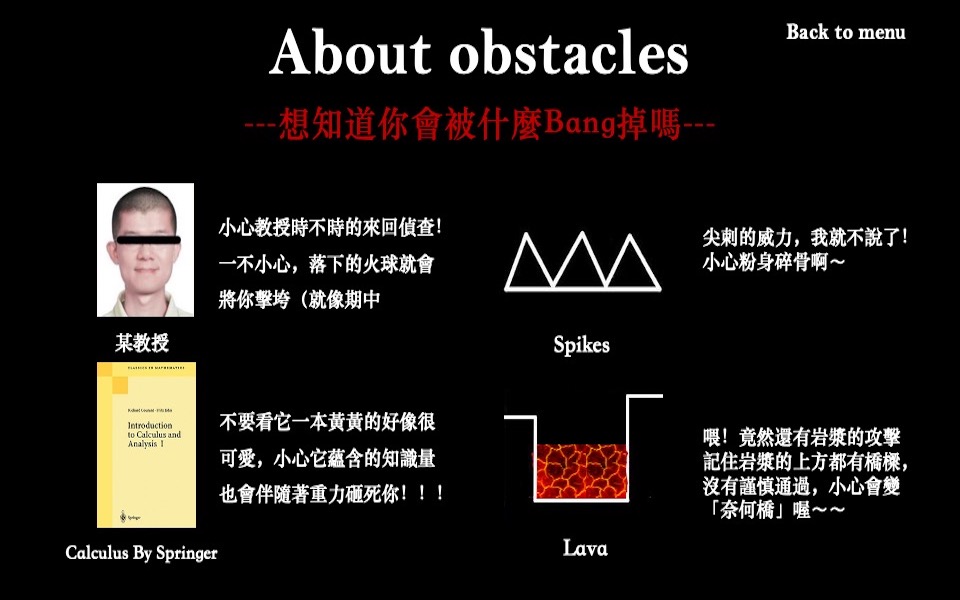 About obstacles
Back to menu
---想知道你會被什麼Bang掉嗎---
小心教授時不時的來回偵查!
一不小心，落下的火球就會
將你擊垮（就像期中
某教授
尖刺的威力，我就不說了!
小心粉身碎骨啊～
Spikes
CLASSICS IN MATHEMATICS
Richard Courant · Fritz John
Introduction
to Calculus and
Analysis I
Springer
Calculus By Springer
不要看它一本黃黃的好像很
可愛，小心它蘊含的知識量
也會伴隨著重力砸死你！！！
喂！竟然還有岩漿的攻擊
記住岩漿的上方都有橋樑，
沒有謹慎通過，小心會變
「奈何橋」喔～～
Lava